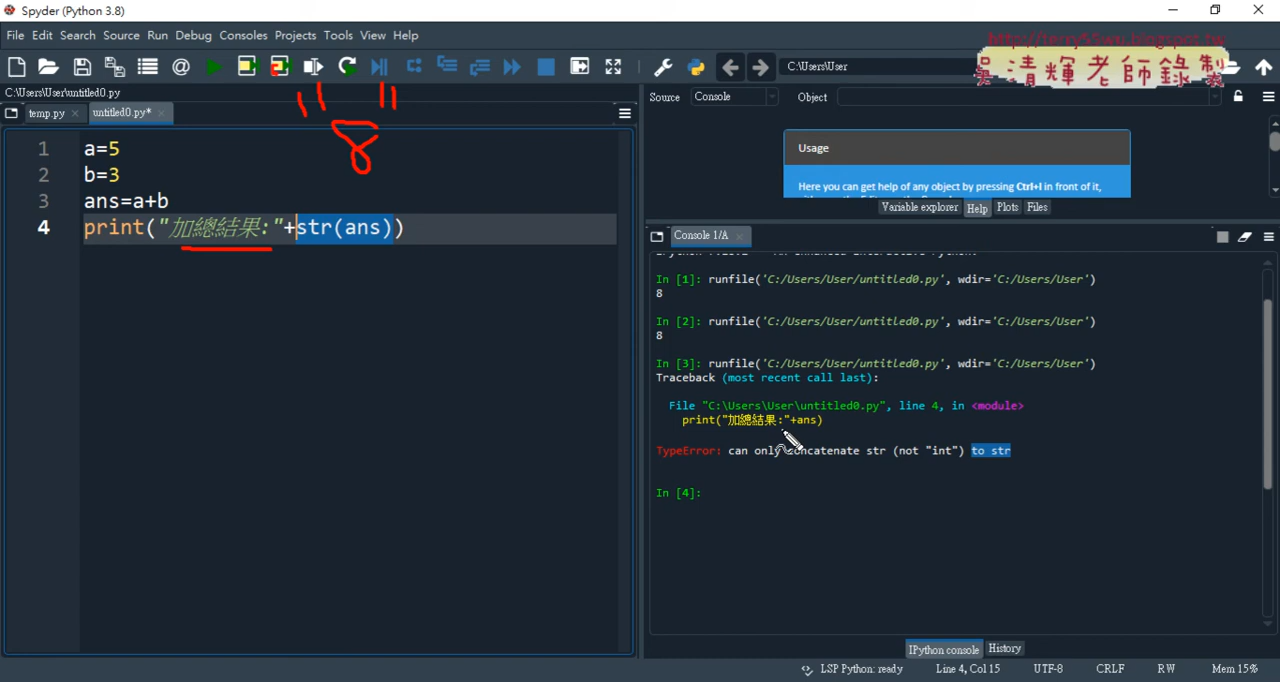 Spyder (Python 3.8)
File Edit Search Source Run Debug Consoles Projects Tools View Help
http://terry55wu.blogspot.tw
吳清輝老師錄製
C:\Users\User
C:\Users\User\untitled0.py
Source Console Object
temp.py untitled0.py*
" 8 "
1 a=5
2 b=3
3 ans=a+b
4 print("加總結果:"+str(ans))
Usage
Here you can get help of any object by pressing Ctrl+I in front of it,
Variable explorer Help Plots Files
Console 1/A
In [1]: runfile('C:/Users/User/untitled0.py', wdir='C:/Users/User')
8
In [2]: runfile('C:/Users/User/untitled0.py', wdir='C:/Users/User')
8
In [3]: runfile('C:/Users/User/untitled0.py', wdir='C:/Users/User')
Traceback (most recent call last):
File "C:\Users\User\untitled0.py", line 4, in <module>
print("加總結果:"+ans)
TypeError: can only concatenate str (not "int") to str
In [4]:
IPython console History
LSP Python: ready Line 4, Col 15 UTF-8 CRLF RW Mem 15%